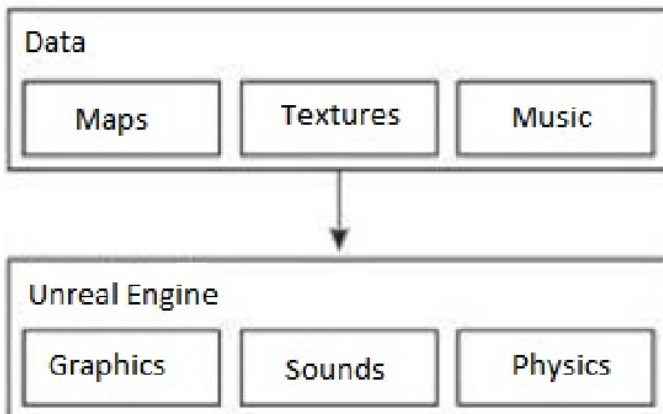 Data
Maps Textures Music
Unreal Engine
Graphics Sounds Physics